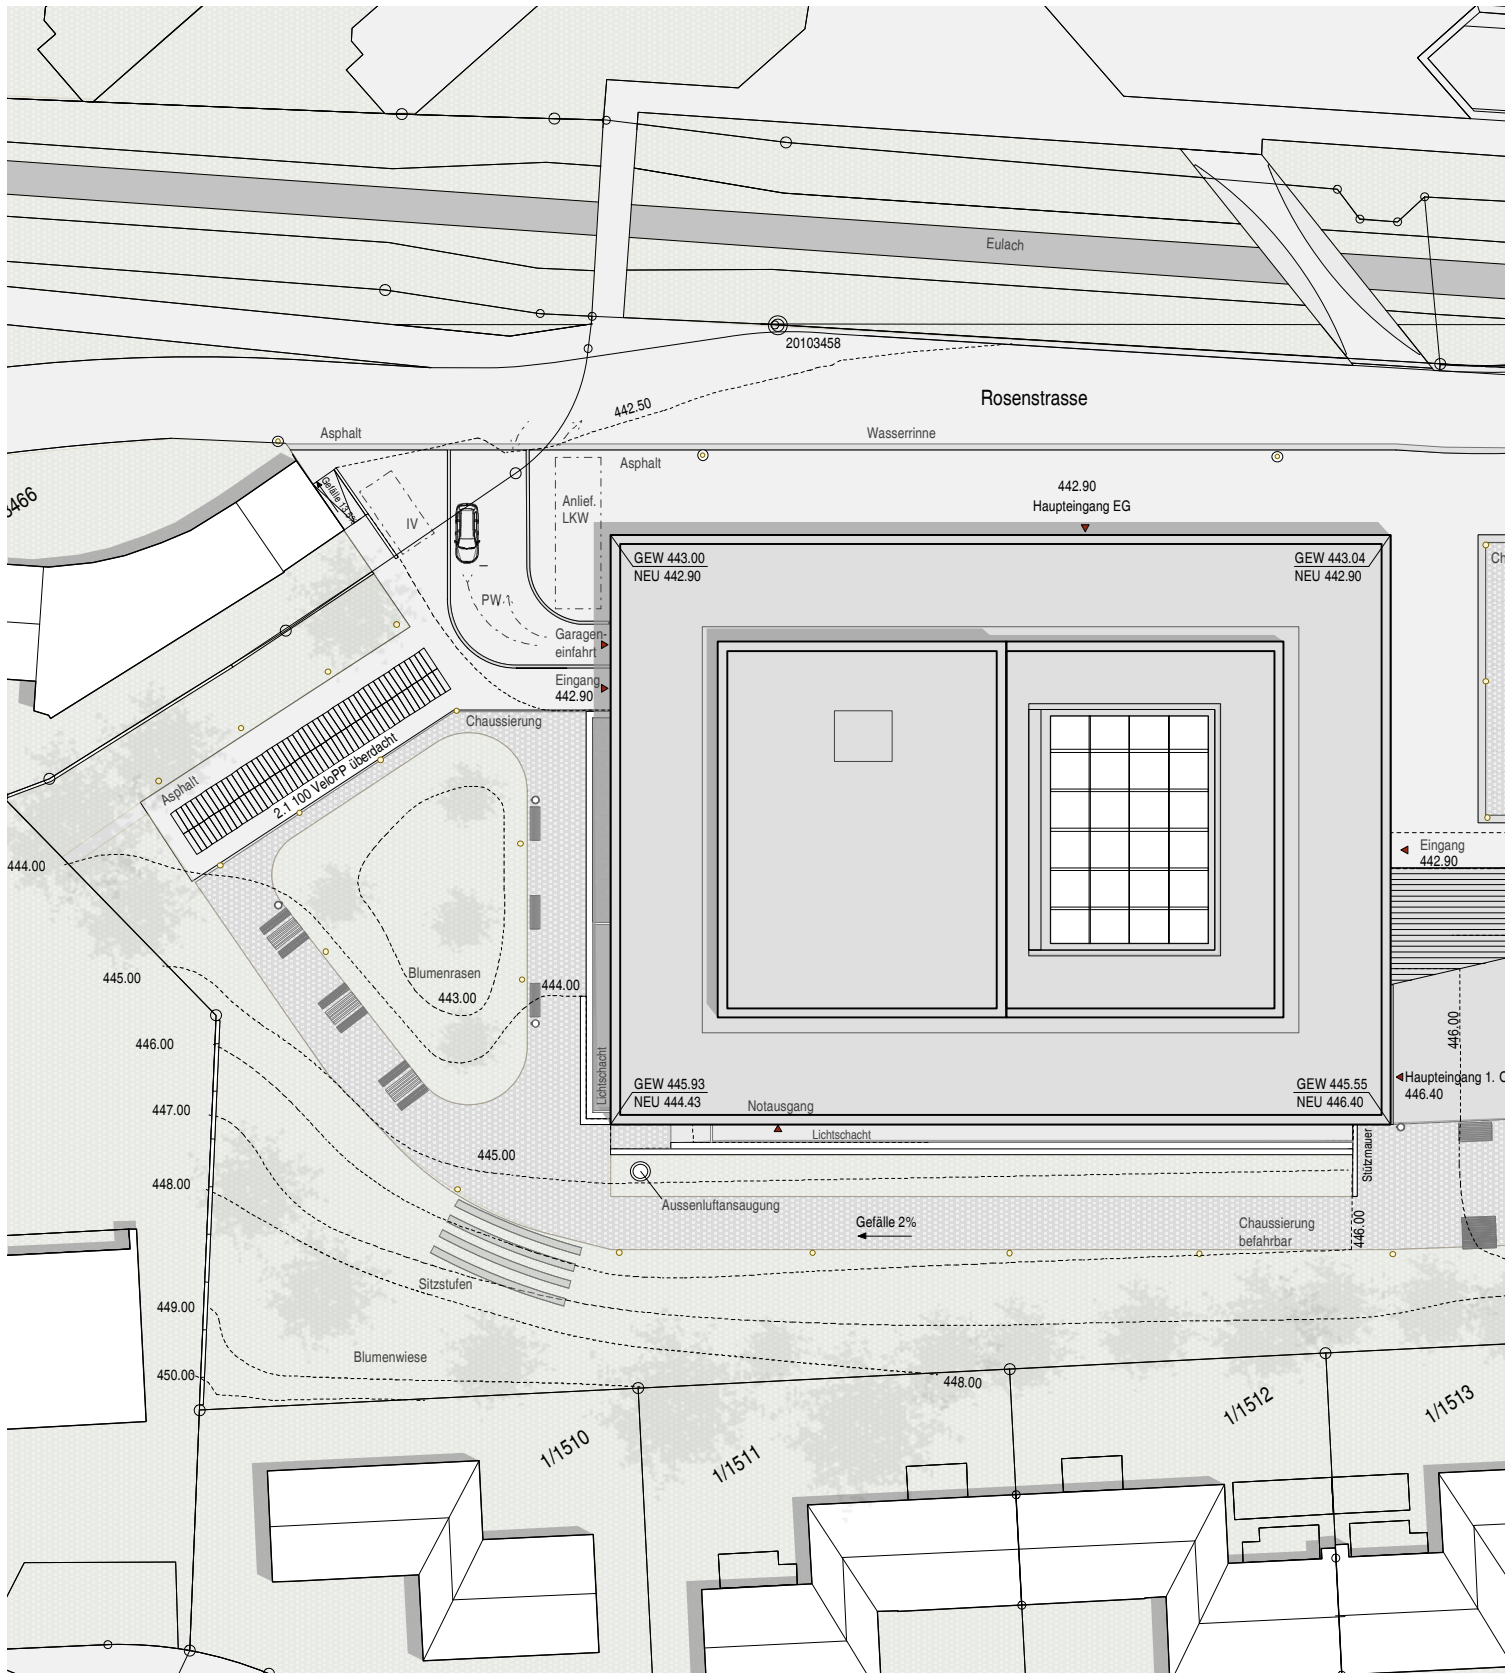 Eulach
20103458
Rosenstrasse
442.50
Asphalt
Wasserrinne
Asphalt
442.90
Haupteingang EG
Anlief.
LKW
IV
PW 1
GEW 443.00
NEU 442.90
GEW 443.04
NEU 442.90
Garagen-
einfahrt
Eingang
442.90
Chaussierung
Asphalt
2.1 100 VeloPP überdacht
444.00
Eingang
442.90
445.00
Blumenrasen
443.00
444.00
446.00
446.00
Lichtschacht
GEW 445.93
NEU 444.43
GEW 445.55
NEU 446.40
Haupteingang 1.
446.40
Notausgang
Lichtschacht
447.00
445.00
Stützmauer
448.00
Aussenluftansaugung
Gefälle 2%
Chaussierung
befahrbar
446.00
Sitzstufen
449.00
Blumenwiese
450.00
448.00
1/1510
1/1511
1/1512
1/1513